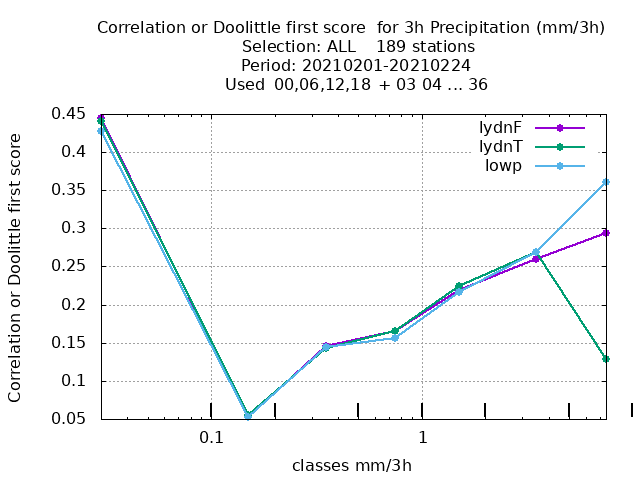 Correlation or Doolittle first score  for 3h Precipitation (mm/3h)
Selection: ALL    189 stations
Period: 20210201-20210224
Used  00,06,12,18  + 03 04 ... 36
Correlation or Doolittle first score
0.45
0.4
0.35
0.3
0.25
0.2
0.15
0.1
0.05
lydnF
lydnT
lowp
0.1
1
classes mm/3h